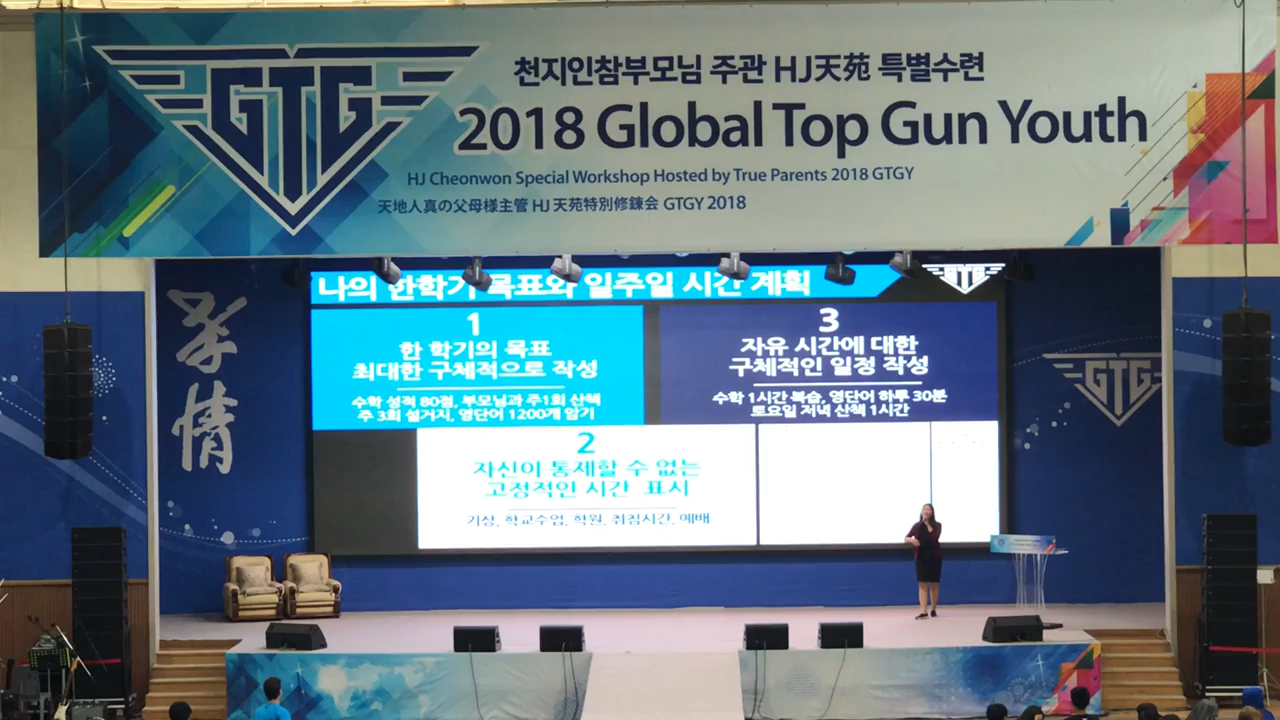 GTG
천지인참부모님 주관 HJ天苑 특별수련
2018 Global Top Gun Youth
HJ Cheonwon Special Workshop Hosted by True Parents 2018 GTGY
天地人真の父母様主管 HJ 天苑特別修錬会 GTGY 2018
나의 한학기 목표와 일주일 시간 계획
GTG
1
한 학기의 목표
최대한 구체적으로 작성
수학 성적 80점, 부모님과 주1회 산책
주 3회 설거지, 영단어 1200개 암기
3
자유 시간에 대한
구체적인 일정 작성
수학 1시간 복습, 영단어 하루 30분
토요일 저녁 산책 1시간
2
자신이 통제할 수 없는
고정적인 시간 표시
기상, 학교수업, 학원, 취침시간, 예배
孝情
GTG